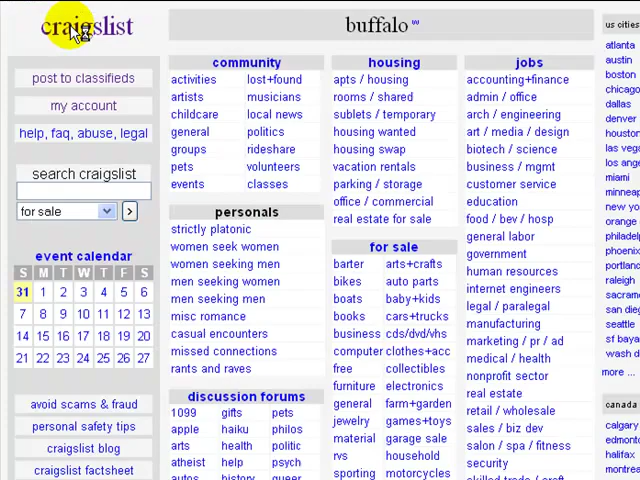 craigslist
post to classifieds
my account
help, faq, abuse, legal
search craigslist
for sale
>
event calendar
S M T W T F S
31 1 2 3 4 5 6
7 8 9 10 11 12 13
14 15 16 17 18 19 20
21 22 23 24 25 26 27
avoid scams & fraud
personal safety tips
craigslist blog
craigslist factsheet
buffalo w
community
activities lost+found
artists musicians
childcare local news
general politics
groups rideshare
pets volunteers
events classes
personals
strictly platonic
women seek women
women seeking men
men seeking women
men seeking men
misc romance
casual encounters
missed connections
rants and raves
discussion forums
1099 gifts pets
apple haiku philos
arts health politic
atheist help psych
autos history queer
housing
apts / housing
rooms / shared
sublets / temporary
housing wanted
housing swap
vacation rentals
parking / storage
office / commercial
real estate for sale
for sale
barter arts+crafts
bikes auto parts
boats baby+kids
books cars+trucks
business cds/dvd/vhs
computer clothes+acc
free collectibles
furniture electronics
general farm+garden
jewelry games+toys
material garage sale
rvs household
sporting motorcycles
jobs
accounting+finance
admin / office
arch / engineering
art / media / design
biotech / science
business / mgmt
customer service
education
food / bev / hosp
general labor
government
human resources
internet engineers
legal / paralegal
manufacturing
marketing / pr / ad
medical / health
nonprofit sector
real estate
retail / wholesale
sales / biz dev
salon / spa / fitness
security
us cities
atlanta
austin
boston
chicago
dallas
denver
houston
las veg
los ang
miami
minneap
new yo
orange
philadel
phoenix
portland
raleigh
sacram
san die
seattle
sf bay
wash d
more ...
canada
calgary
edmont
halifax
montrea